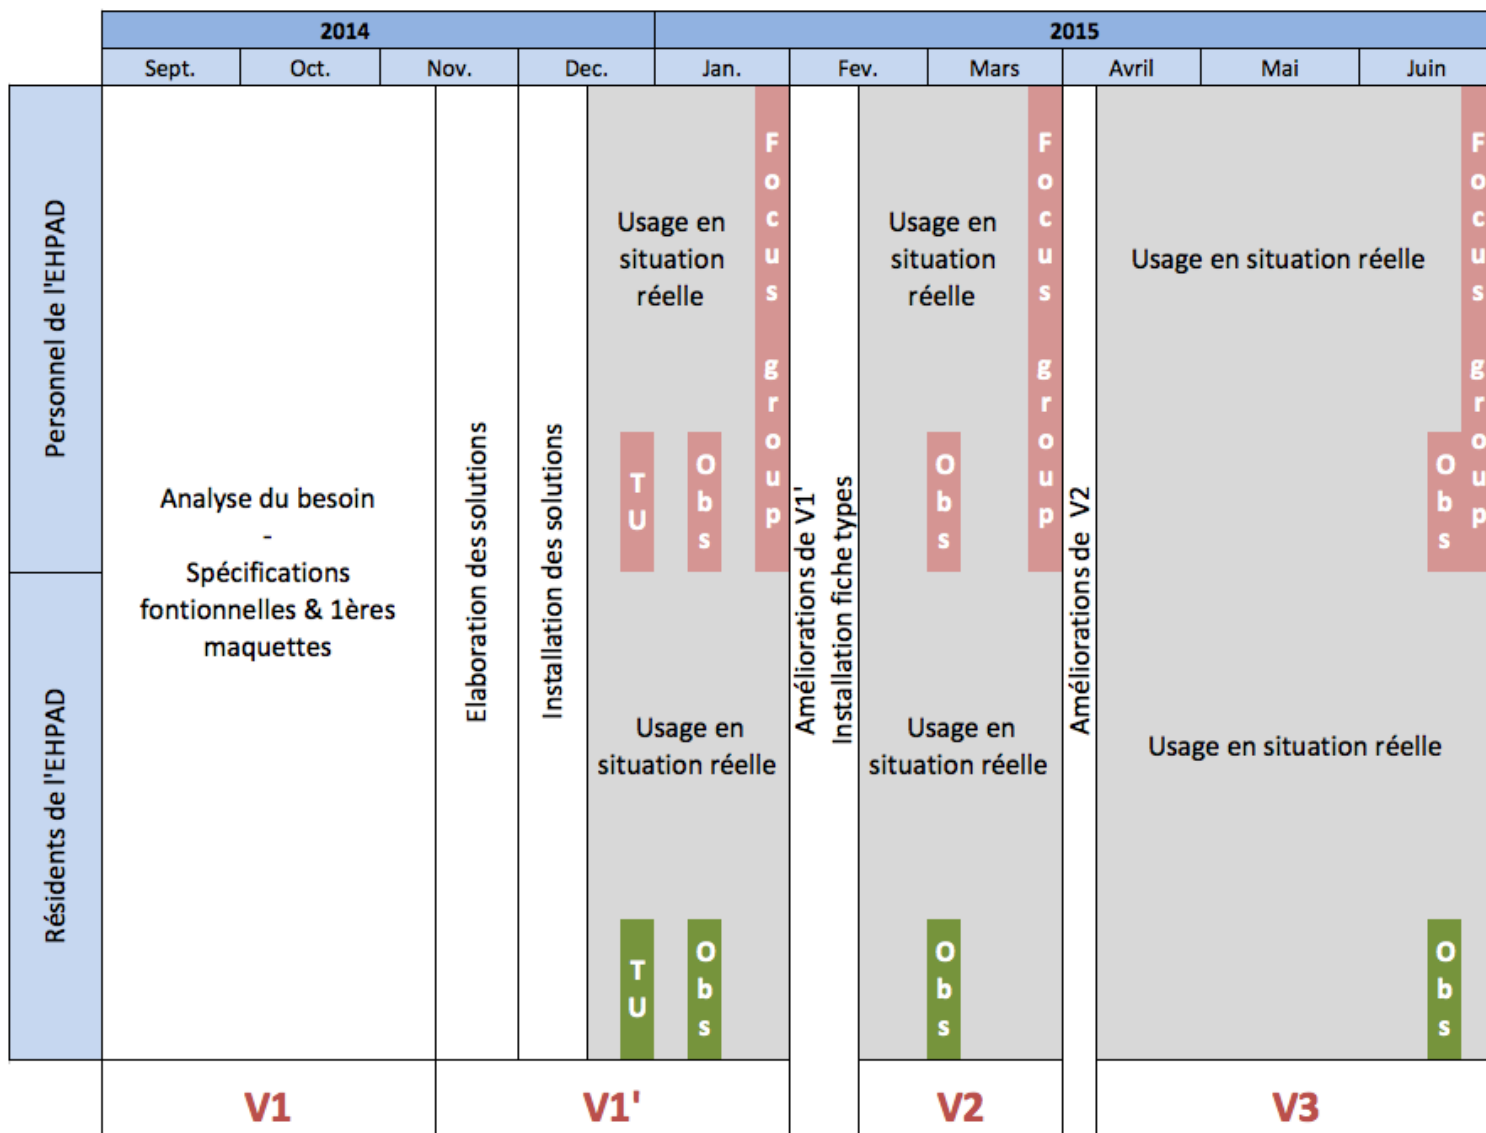 2014
2015
Sept.
Oct.
Nov.
Dec.
Jan.
Fev.
Mars
Avril
Mai
Juin
Personnel de l'EHPAD
Résidents de l'EHPAD
Analyse du besoin
-
Spécifications
fontionnelles & 1ères
maquettes
Elaboration des solutions
Installation des solutions
Usage en
situation
réelle
TU
Obs
Focus group
Usage en
situation réelle
TU
Obs
Améliorations de V1'
Installation fiche types
Usage en
situation
réelle
Obs
Focus group
Usage en
situation réelle
Obs
Améliorations de V2
Usage en situation réelle
Obs
Focus group
Usage en situation réelle
Obs
V1
V1'
V2
V3